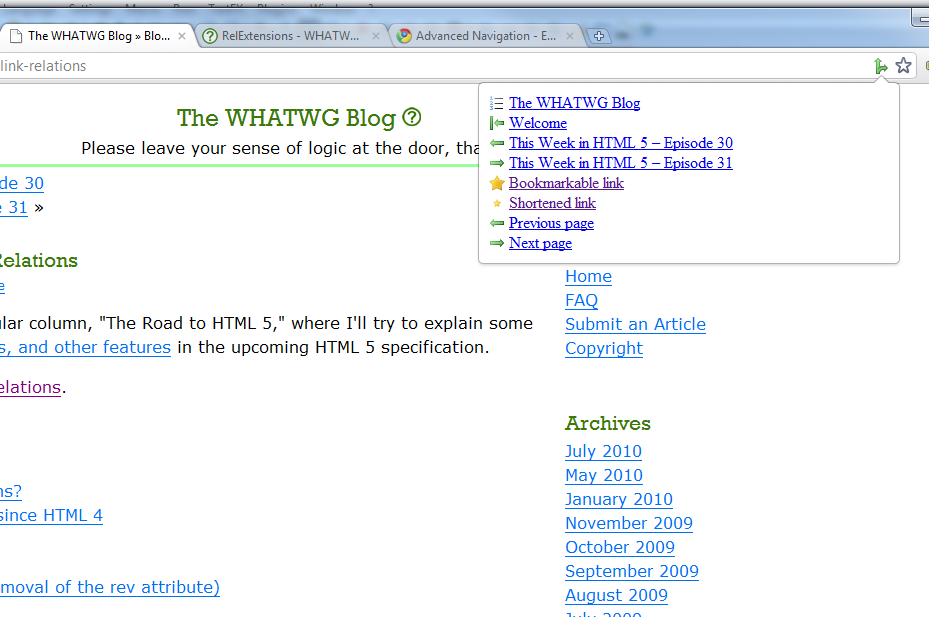 The WHATWG Blog » Blo...
RelExtensions - WHATW...
Advanced Navigation - E...
link-relations
The WHATWG Blog
Welcome
This Week in HTML 5 – Episode 30
This Week in HTML 5 – Episode 31
Bookmarkable link
Shortened link
Previous page
Next page
The WHATWG Blog
Please leave your sense of logic at the door, tha
de 30
31 »
Relations
ular column, "The Road to HTML 5," where I'll try to explain some
s, and other features in the upcoming HTML 5 specification.
elations.
ns?
since HTML 4
moval of the rev attribute)
Home
FAQ
Submit an Article
Copyright
Archives
July 2010
May 2010
January 2010
November 2009
October 2009
September 2009
August 2009
July 2009